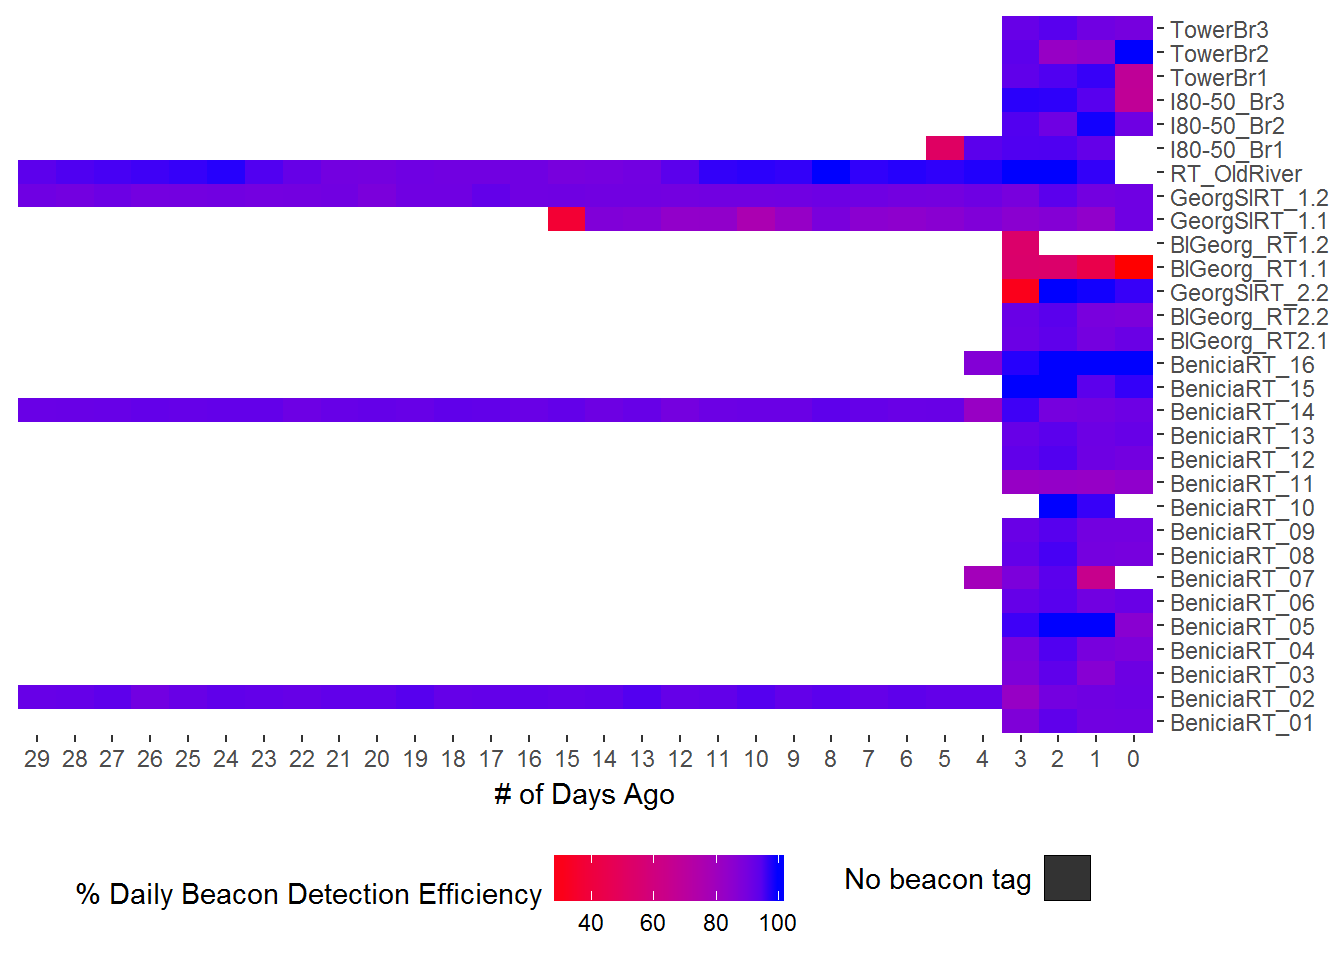 TowerBr3
TowerBr2
TowerBr1
I80-50_Br3
I80-50_Br2
I80-50_Br1
RT_OldRiver
GeorgSlRT_1.2
GeorgSlRT_1.1
BlGeorg_RT1.2
BlGeorg_RT1.1
GeorgSlRT_2.2
BlGeorg_RT2.2
BlGeorg_RT2.1
BeniciaRT_16
BeniciaRT_15
BeniciaRT_14
BeniciaRT_13
BeniciaRT_12
BeniciaRT_11
BeniciaRT_10
BeniciaRT_09
BeniciaRT_08
BeniciaRT_07
BeniciaRT_06
BeniciaRT_05
BeniciaRT_04
BeniciaRT_03
BeniciaRT_02
BeniciaRT_01
29 28 27 26 25 24 23 22 21 20 19 18 17 16 15 14 13 12 11 10 9 8 7 6 5 4 3 2 1 0
# of Days Ago
% Daily Beacon Detection Efficiency
40 60 80 100
No beacon tag